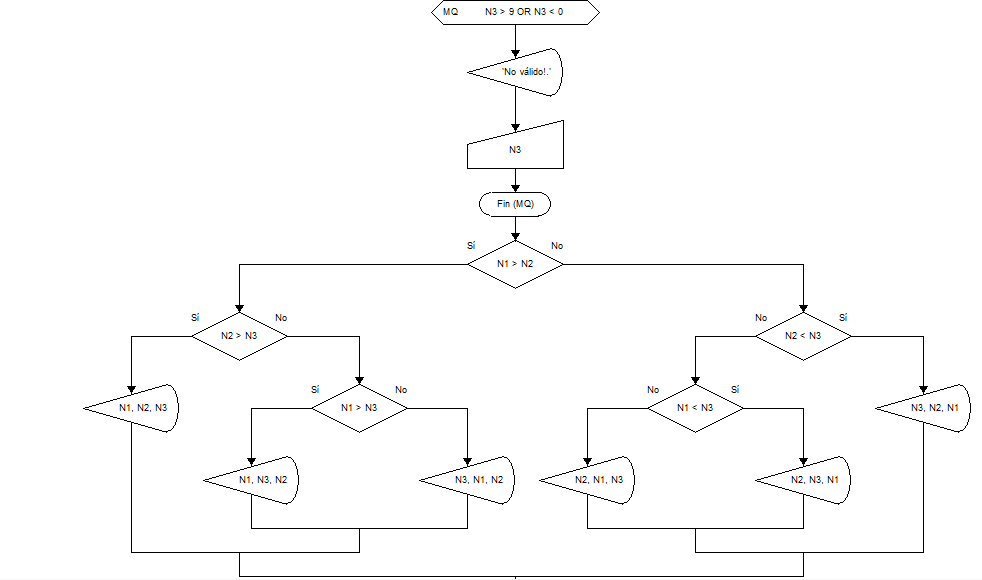 MQ N3 > 9 OR N3 < 0
'No válido!.'
N3
Fin (MQ)
Sí No
N1 > N2
Sí No
N2 > N3
No Sí
N2 < N3
Sí No
N1 > N3
No Sí
N1 < N3
N1, N2, N3
N3, N2, N1
N1, N3, N2
N3, N1, N2
N2, N1, N3
N2, N3, N1